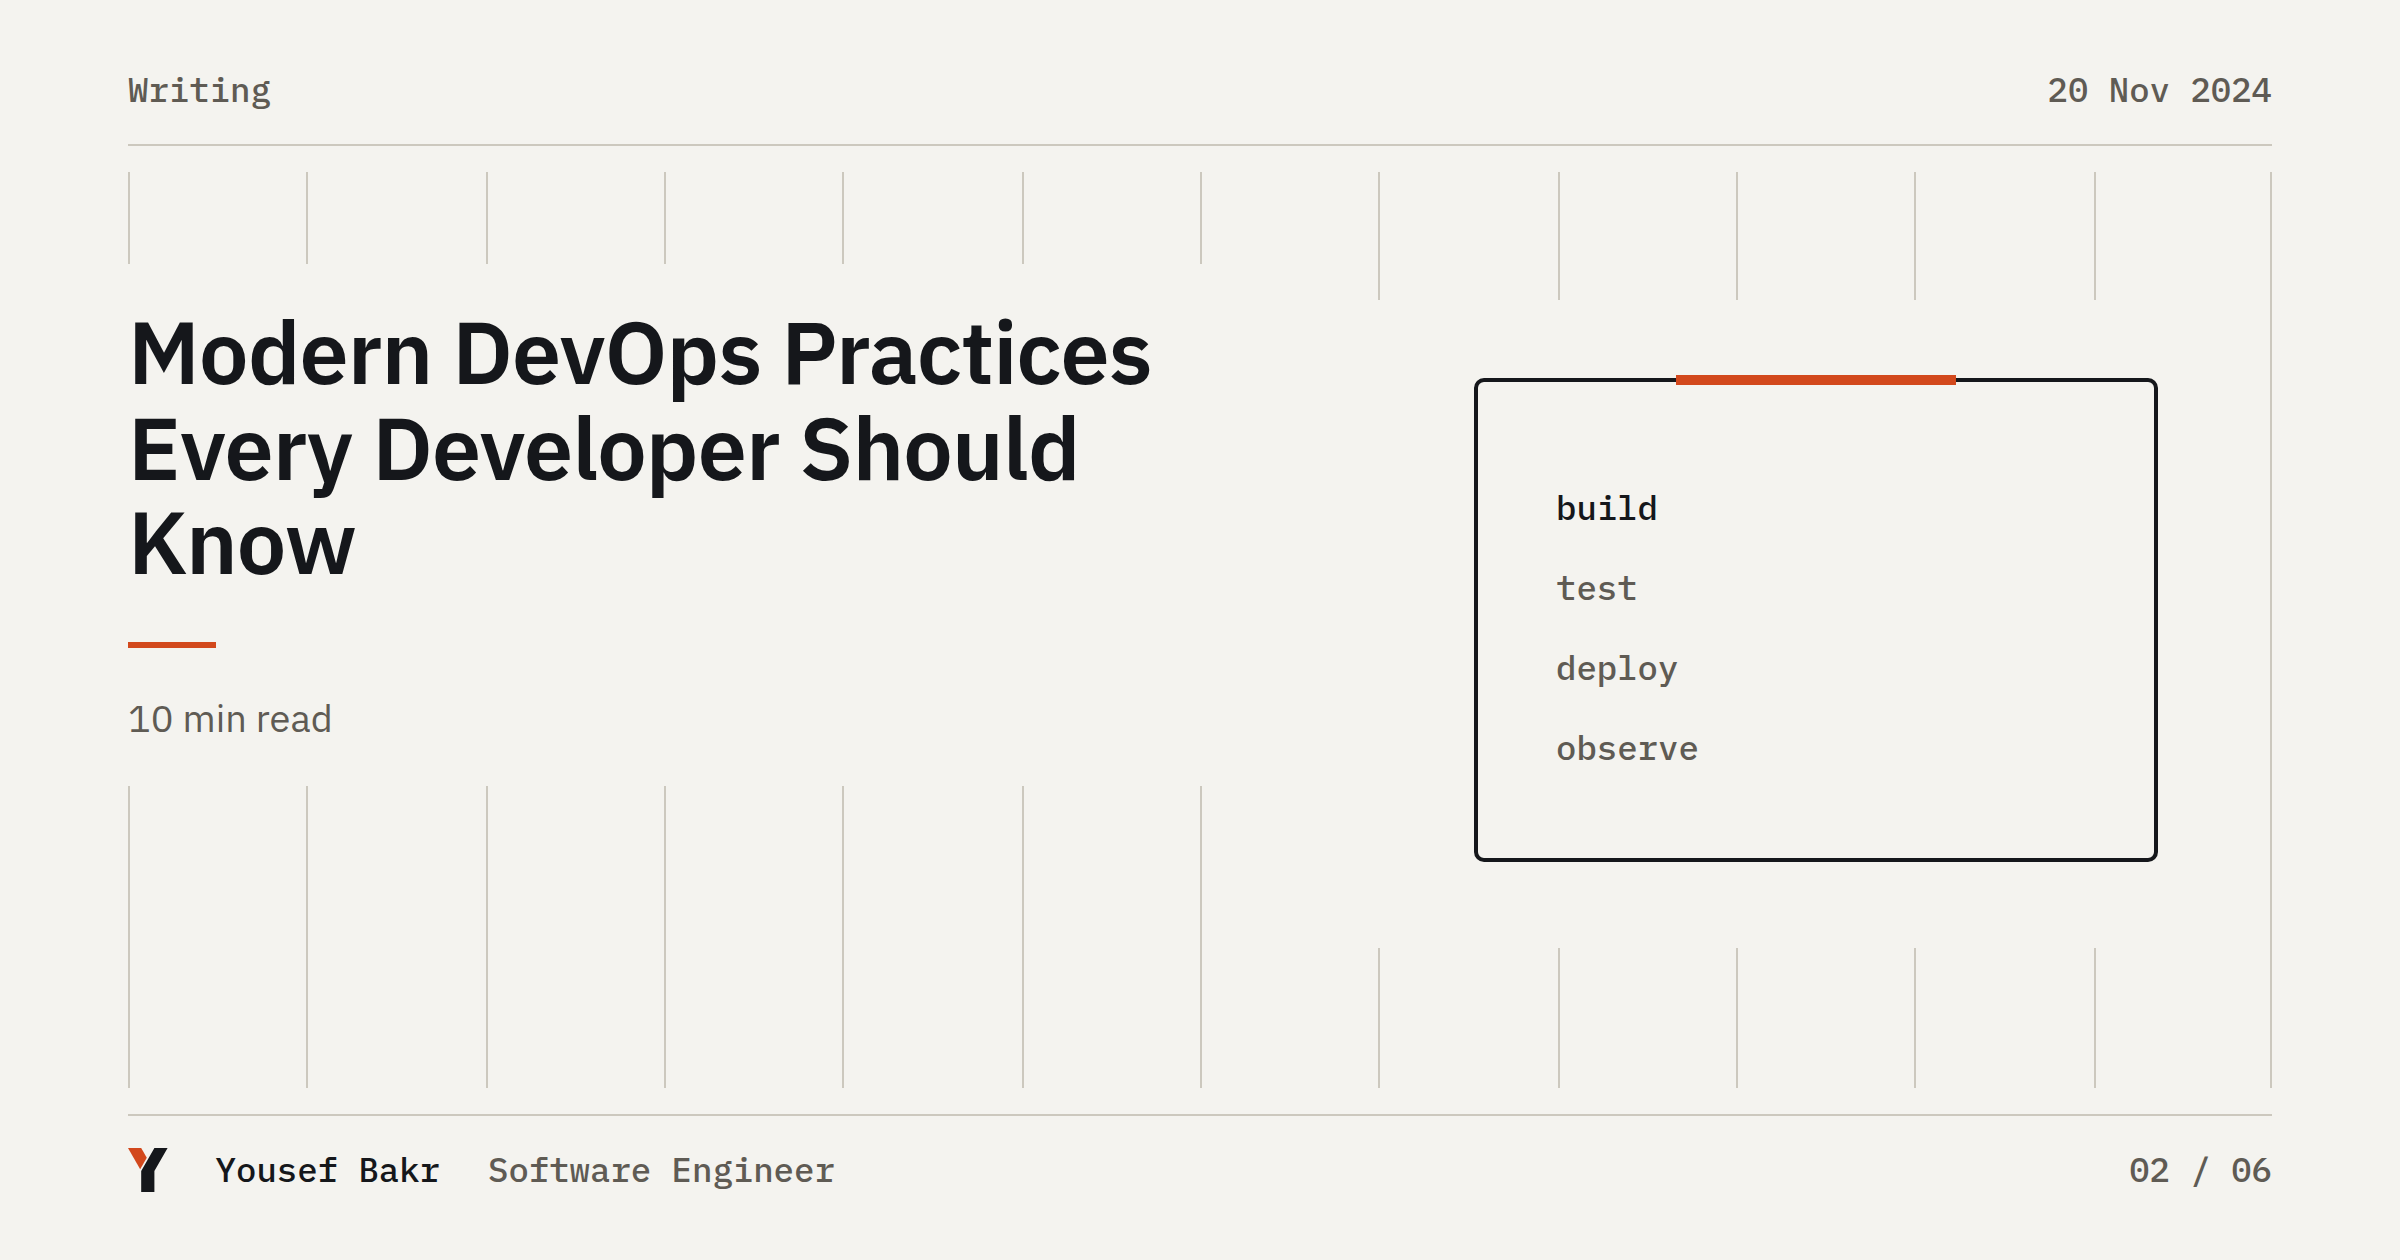 Writing
20 Nov 2024
Modern DevOps Practices
Every Developer Should
Know
10 min read
build
test
deploy
observe
Yousef Bakr Software Engineer
02 / 06